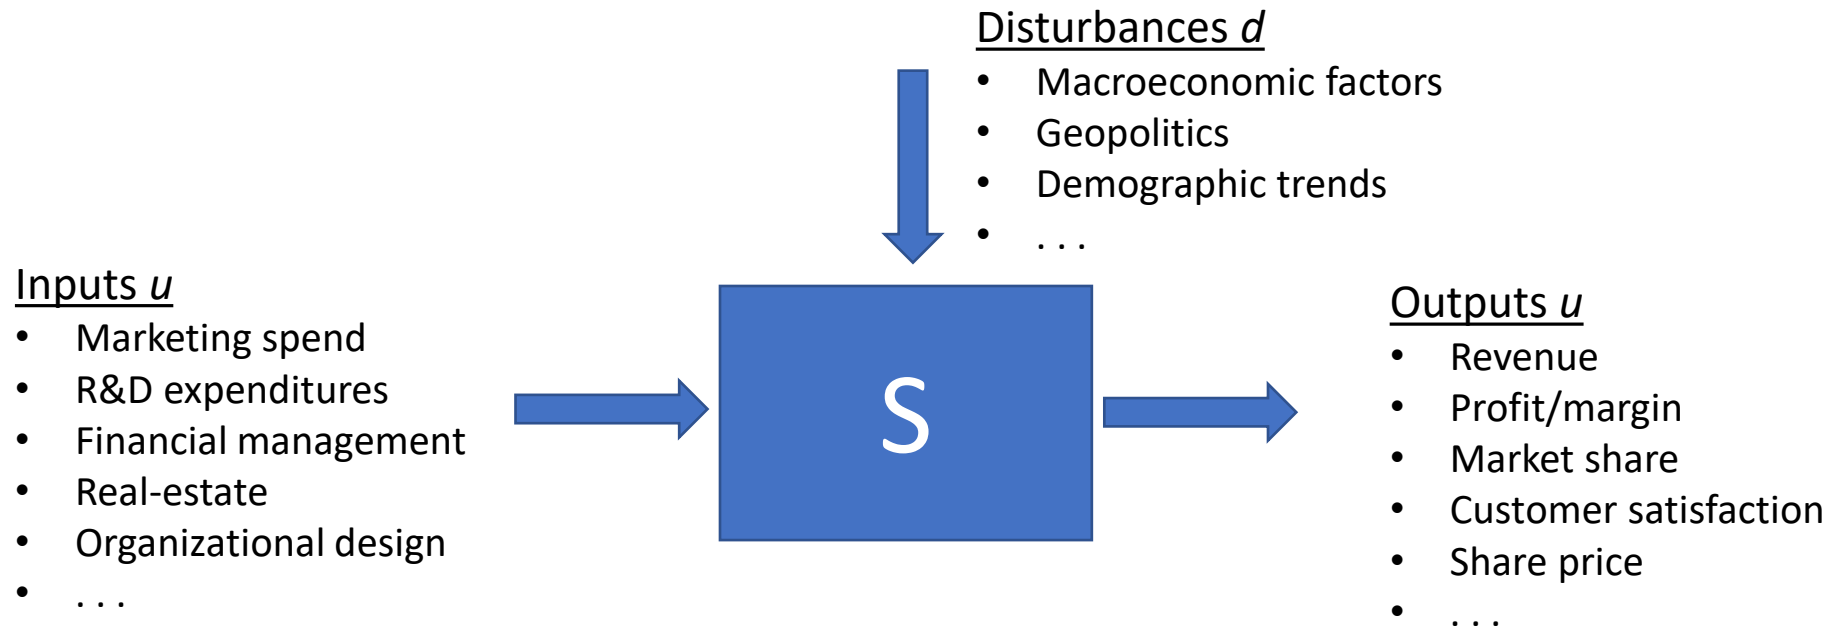 Disturbances d
• Macroeconomic factors
• Geopolitics
• Demographic trends
• . . .
Inputs u
• Marketing spend
• R&D expenditures
• Financial management
• Real-estate
• Organizational design
• . . .
S
Outputs u
• Revenue
• Profit/margin
• Market share
• Customer satisfaction
• Share price
• . . .